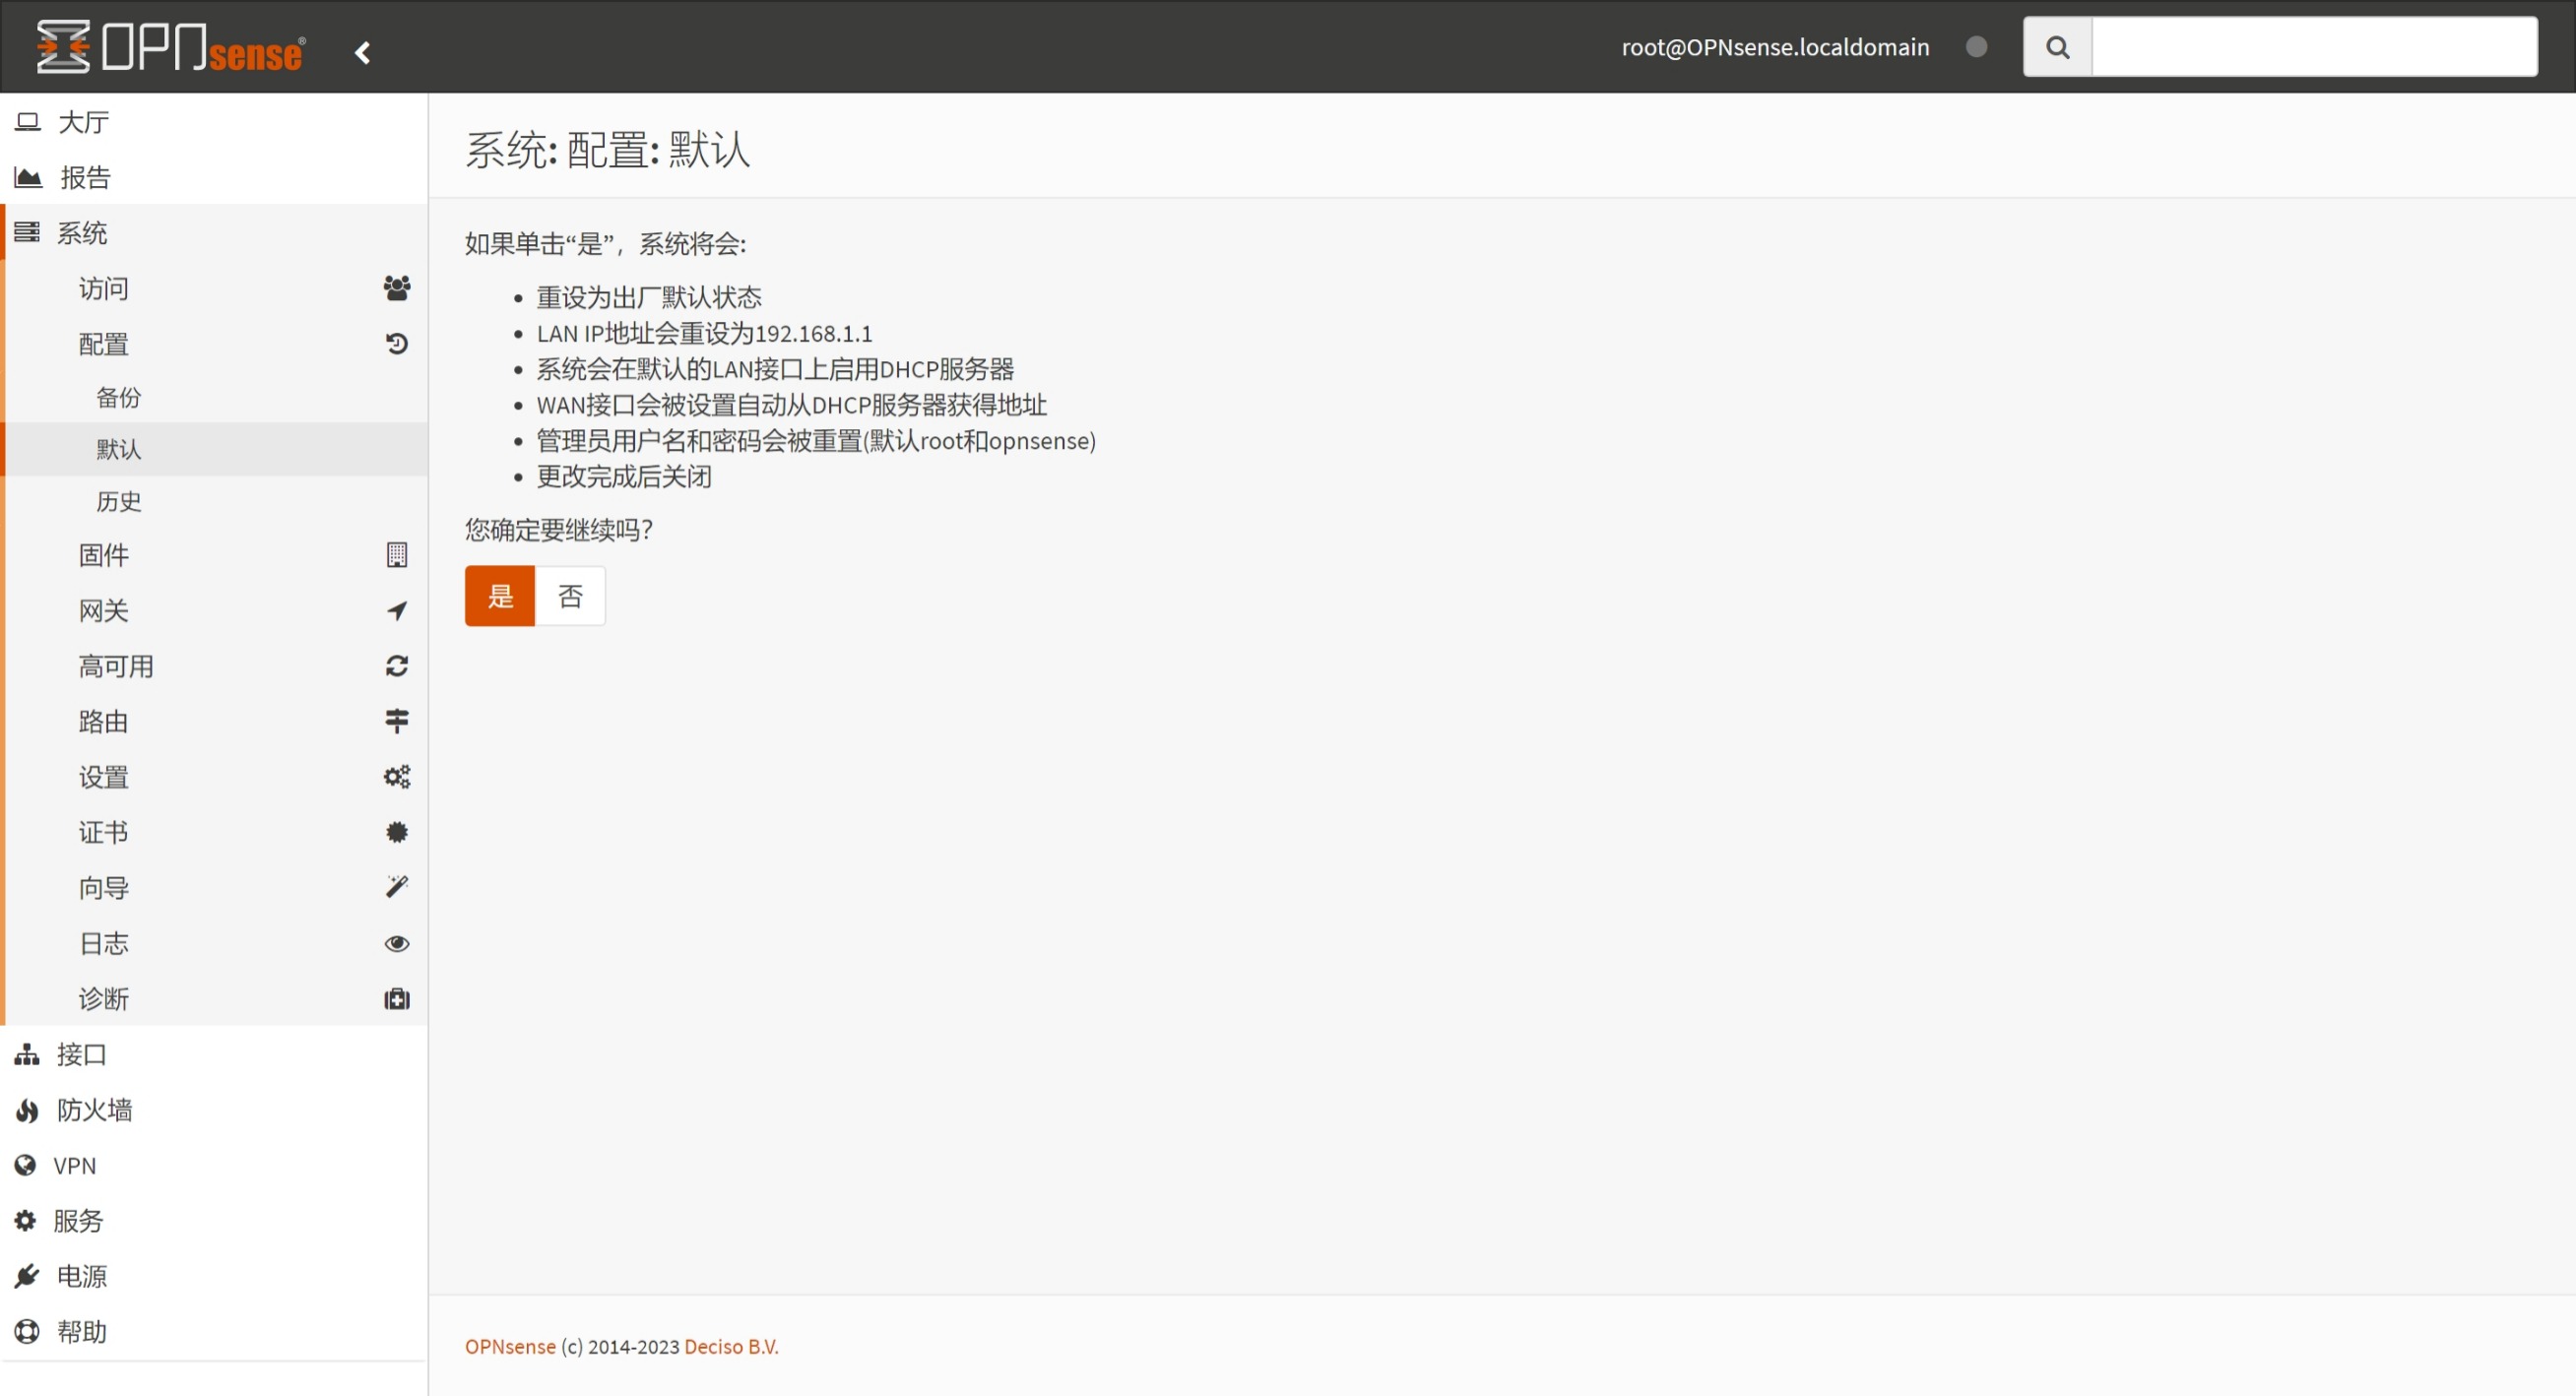 OPNsense®
root@OPNsense.localdomain
大厅
报告
系统
访问
配置
备份
默认
历史
固件
网关
高可用
路由
设置
证书
向导
日志
诊断
接口
防火墙
VPN
服务
电源
帮助
系统: 配置: 默认
如果单击“是”，系统将会:
重设为出厂默认状态
LAN IP地址会重设为192.168.1.1
系统会在默认的LAN接口上启用DHCP服务器
WAN接口会被设置自动从DHCP服务器获得地址
管理员用户名和密码会被重置(默认root和opnsense)
更改完成后关闭
您确定要继续吗?
是 否
OPNsense (c) 2014-2023 Deciso B.V.